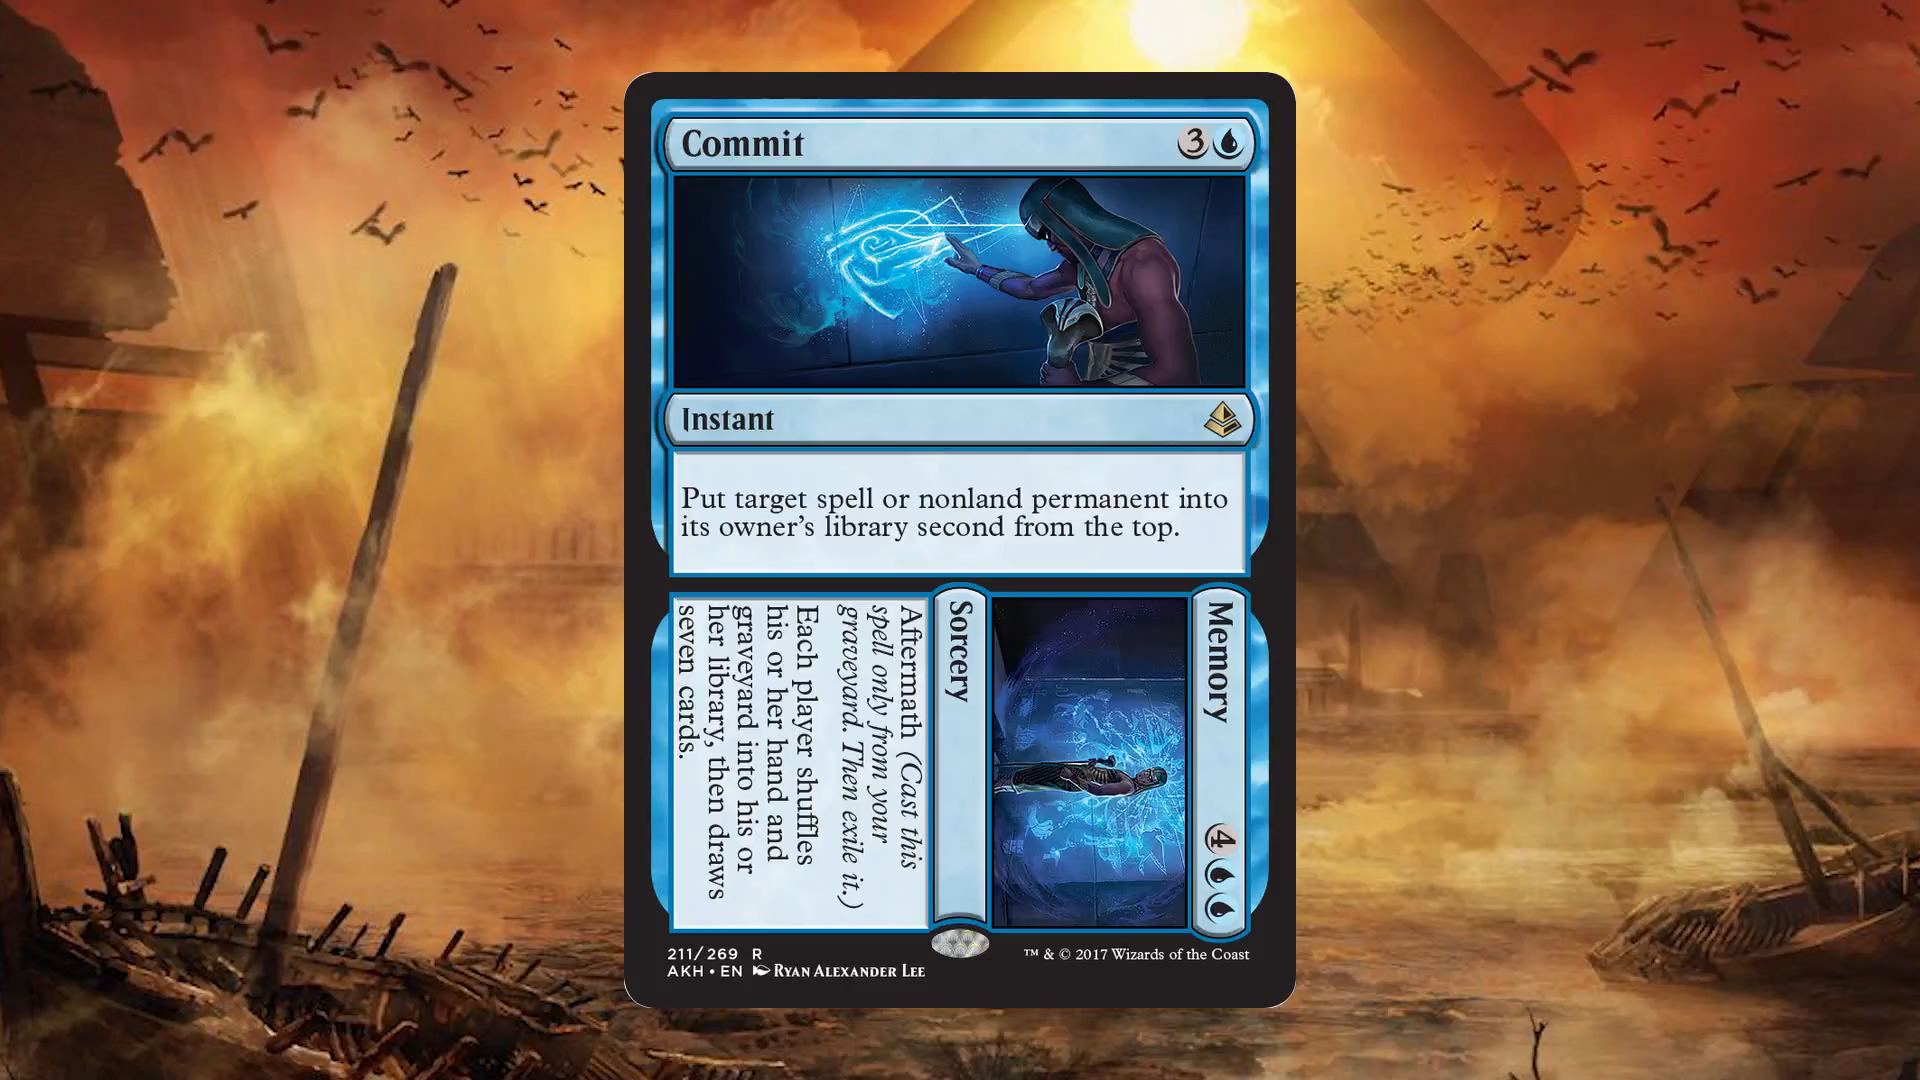 Commit
3
Instant
Put target spell or nonland permanent into
its owner's library second from the top.
Memory
4
Sorcery
Aftermath (Cast this
spell only from your
graveyard. Then exile it.)
Each player shuffles
his or her hand and
graveyard into his or
her library, then draws
seven cards.
211/269 R
AKH • EN Ryan Alexander Lee
™ & © 2017 Wizards of the Coast